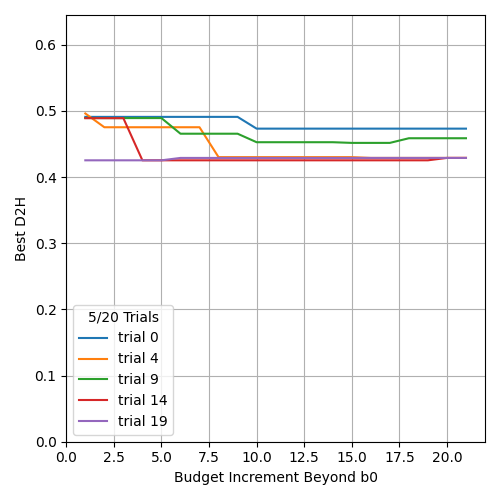 0.6
0.5
0.4
0.3
0.2
0.1
0.0
Best D2H
5/20 Trials
trial 0
trial 4
trial 9
trial 14
trial 19
0.0 2.5 5.0 7.5 10.0 12.5 15.0 17.5 20.0
Budget Increment Beyond b0